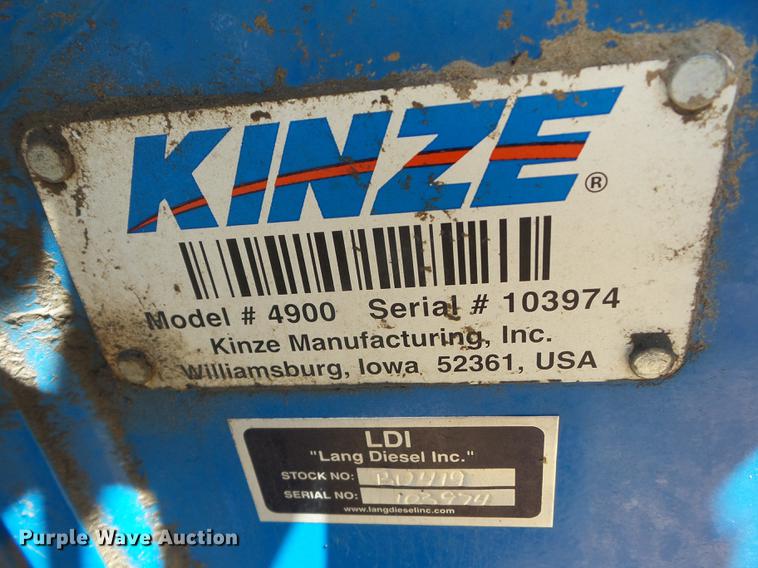 KINZE®
Model # 4900 Serial # 103974
Kinze Manufacturing, Inc.
Williamsburg, Iowa 52361, USA
LDI
"Lang Diesel Inc."
STOCK NO:
SERIAL NO: 103974
www.langdieselinc.com
Purple Wave Auction